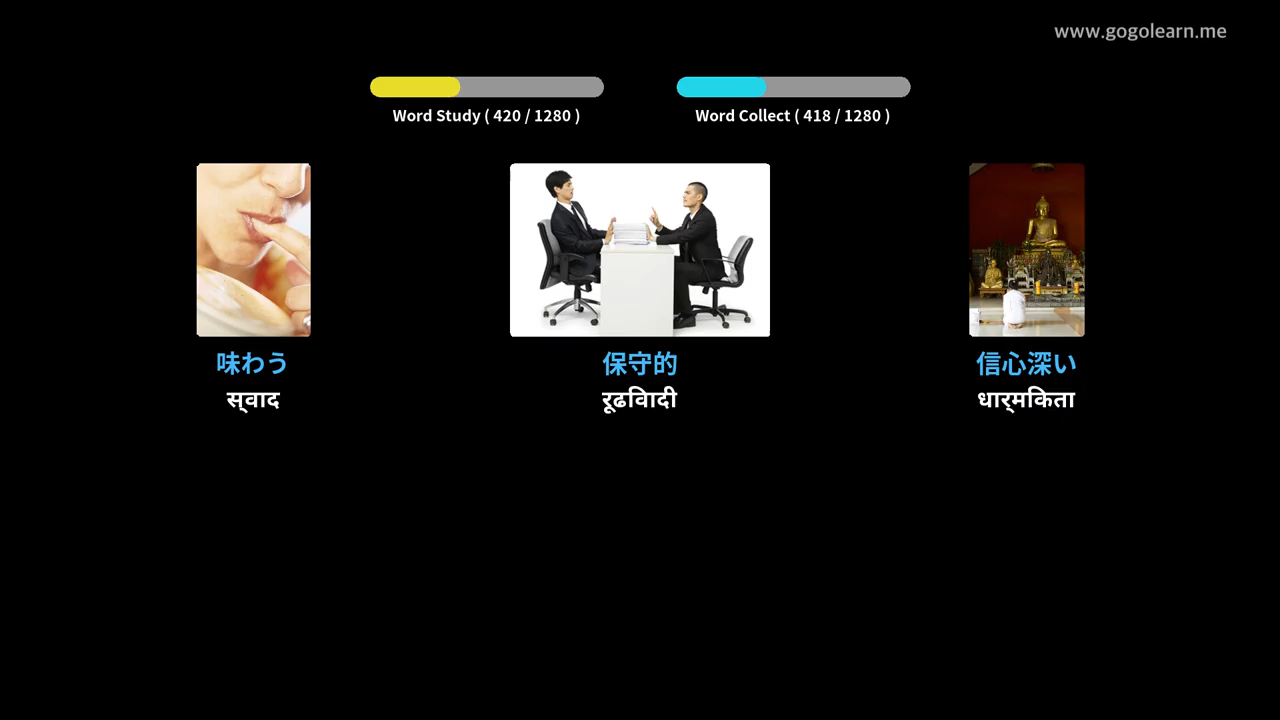 www.gogolearn.me
Word Study ( 420 / 1280 )
Word Collect ( 418 / 1280 )
味わう
स्वाद
保守的
रूढिवादी
信心深い
धार्मिकता